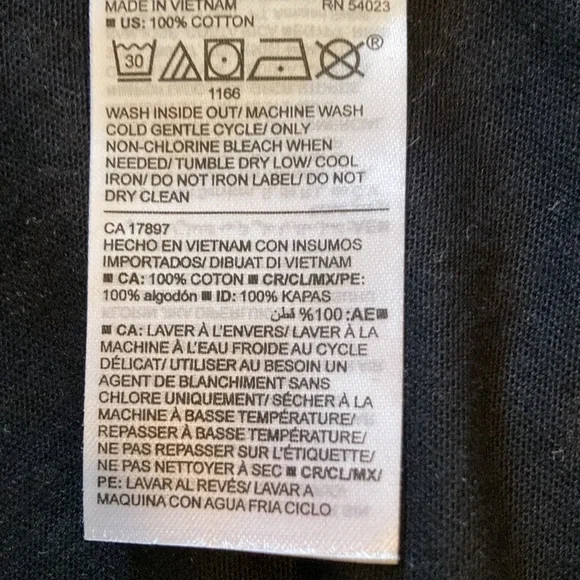 MADE IN VIETNAM RN 54023
■ US: 100% COTTON
30 ®
1166
WASH INSIDE OUT/ MACHINE WASH
COLD GENTLE CYCLE/ ONLY
NON-CHLORINE BLEACH WHEN
NEEDED/ TUMBLE DRY LOW/ COOL
IRON/ DO NOT IRON LABEL/ DO NOT
DRY CLEAN
CA 17897
HECHO EN VIETNAM CON INSUMOS
IMPORTADOS/ DIBUAT DI VIETNAM
■ CA: 100% COTON ■ CR/CL/MX/PE:
100% algodón ■ ID: 100% KAPAS
■AE: 100% قطن
■ CA: LAVER À L'ENVERS/ LAVER À LA
MACHINE À L'EAU FROIDE AU CYCLE
DÉLICAT/ UTILISER AU BESOIN UN
AGENT DE BLANCHIMENT SANS
CHLORE UNIQUEMENT/ SÉCHER À LA
MACHINE À BASSE TEMPÉRATURE/
REPASSER À BASSE TEMPÉRATURE/
NE PAS REPASSER SUR L'ÉTIQUETTE/
NE PAS NETTOYER À SEC ■ CR/CL/MX/
PE: LAVAR AL REVÉS/ LAVAR A
MAQUINA CON AGUA FRIA CICLO